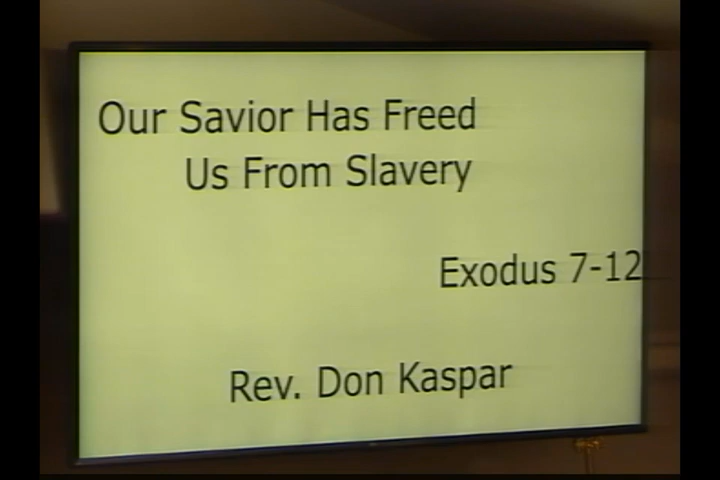 Our Savior Has Freed
Us From Slavery
Exodus 7-12
Rev. Don Kaspar